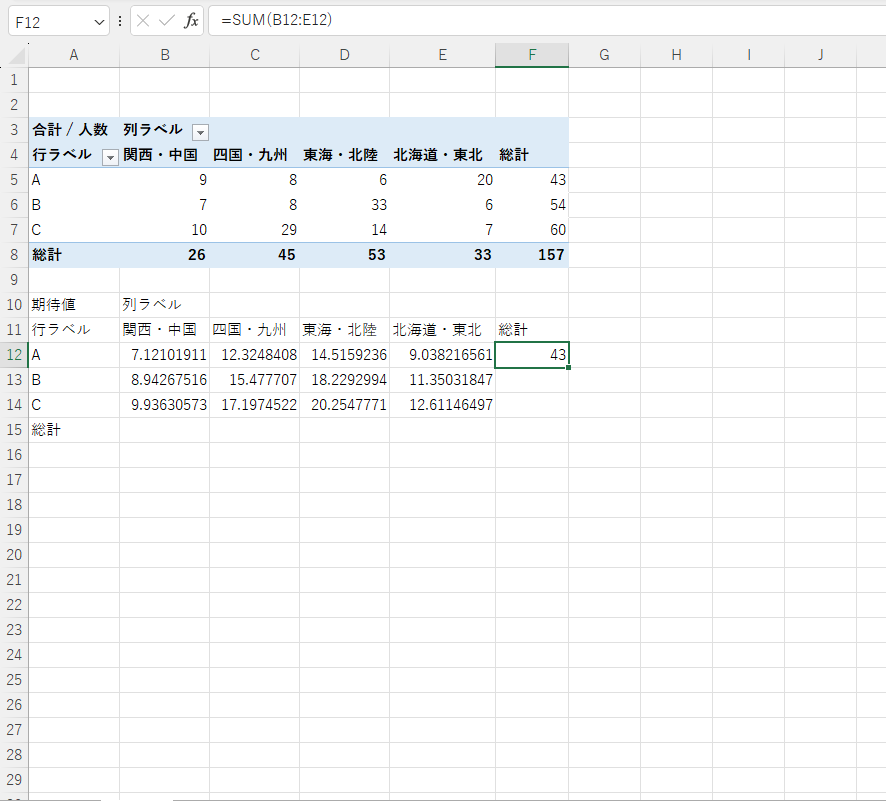 F12 fx =SUM(B12:E12)
A B C D E F G H I J
1
2
3 合計 / 人数 列ラベル
4 行ラベル 関西・中国 四国・九州 東海・北陸 北海道・東北 総計
5 A 9 8 6 20 43
6 B 7 8 33 6 54
7 C 10 29 14 7 60
8 総計 26 45 53 33 157
9
10 期待値 列ラベル
11 行ラベル 関西・中国 四国・九州 東海・北陸 北海道・東北 総計
12 A 7.12101911 12.3248408 14.5159236 9.038216561 43
13 B 8.94267516 15.477707 18.2292994 11.35031847
14 C 9.93630573 17.1974522 20.2547771 12.61146497
15 総計
16
17
18
19
20
21
22
23
24
25
26
27
28
29